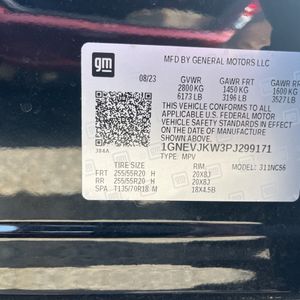 gm
MFD BY GENERAL MOTORS LLC
08/23 GVWR GAWR FRT GAWR RR
2800 KG 1450 KG 1600 KG
6173 LB 3196 LB 3527 LB
THIS VEHICLE CONFORMS TO ALL
APPLICABLE U.S. FEDERAL MOTOR
VEHICLE SAFETY STANDARDS IN
EFFECT ON THE DATE OF
MANUFACTURE SHOWN ABOVE.
J84A 1GNEVJKW3PJ299171
TYPE: MPV MODEL: 311NC56
TIRE SIZE RIM
FRT 255/55R20 H 20X8J
RR 255/55R20 H 20X8J
SPA T135/70R18 M 18X4.5B